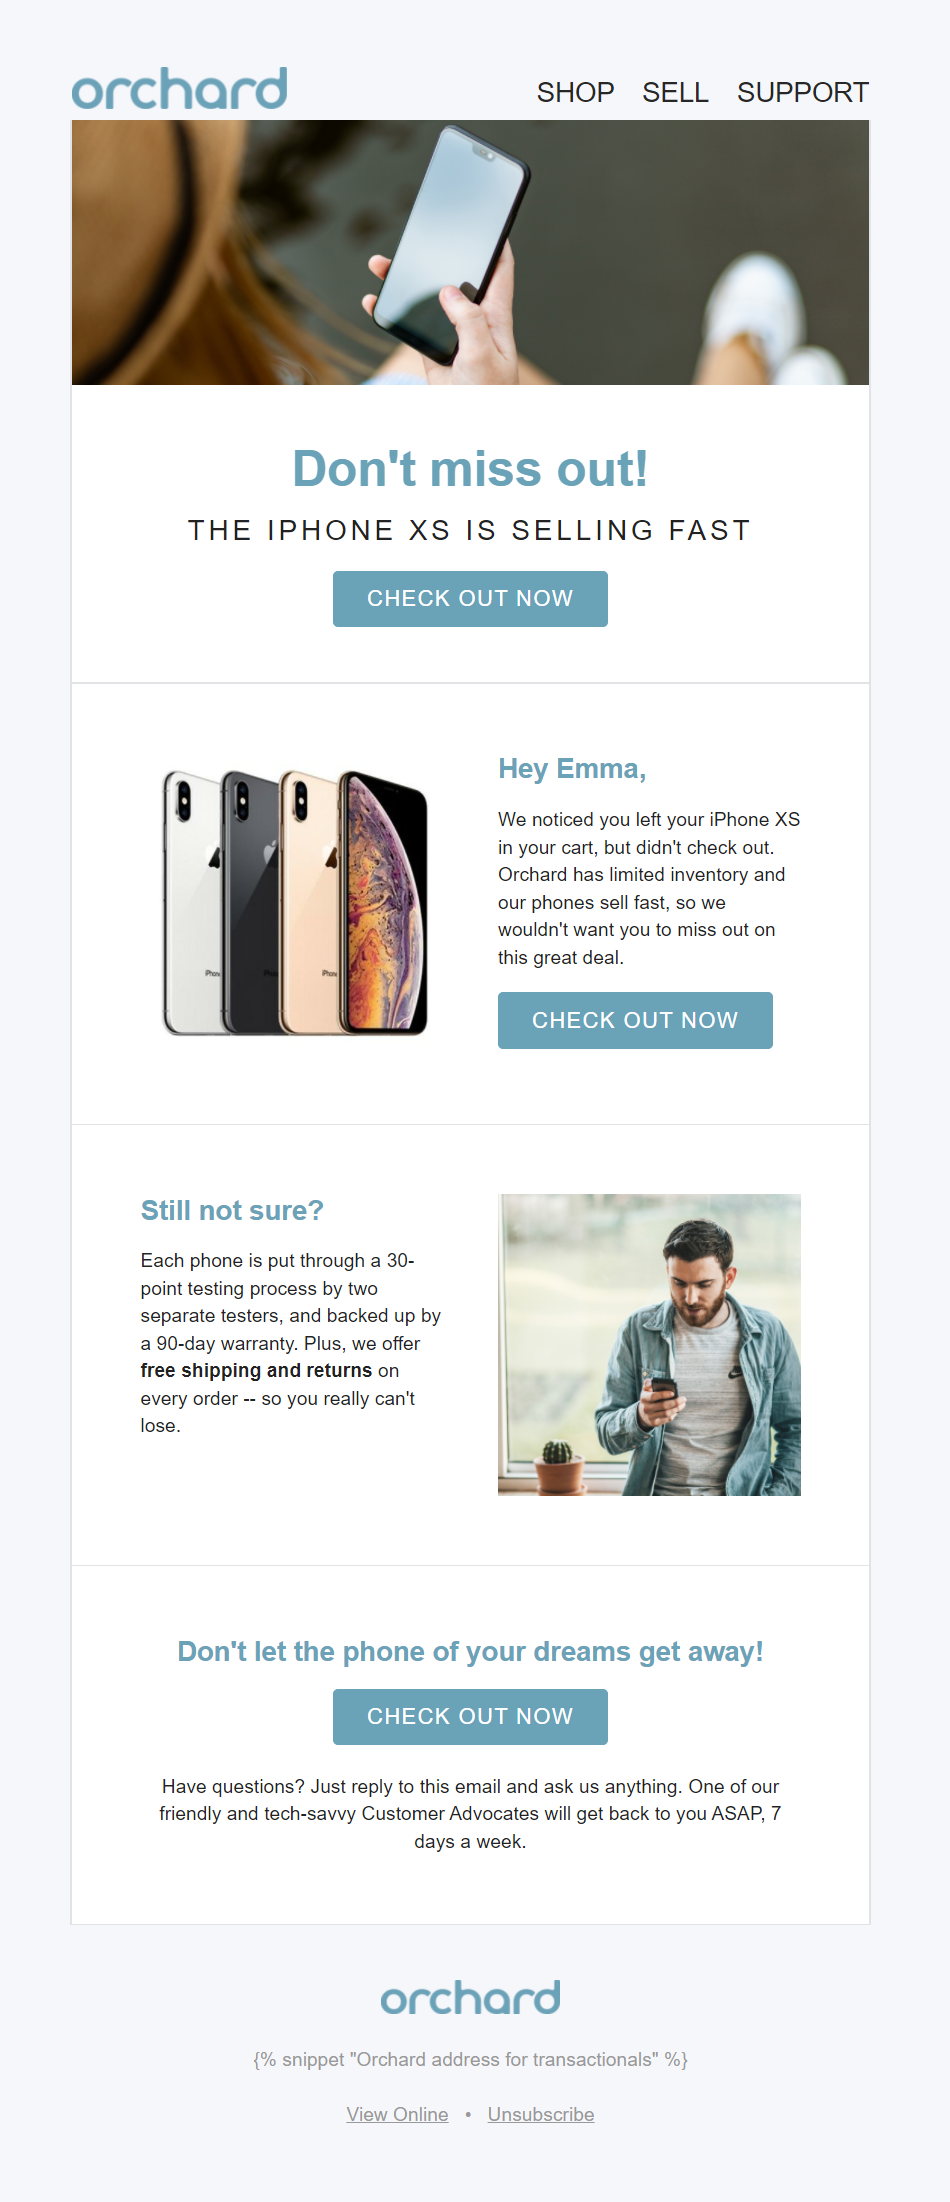 orchard
SHOP SELL SUPPORT
Don't miss out!
THE IPHONE XS IS SELLING FAST
CHECK OUT NOW
Hey Emma,
We noticed you left your iPhone XS
in your cart, but didn't check out.
Orchard has limited inventory and
our phones sell fast, so we
wouldn't want you to miss out on
this great deal.
CHECK OUT NOW
Still not sure?
Each phone is put through a 30-
point testing process by two
separate testers, and backed up by
a 90-day warranty. Plus, we offer
free shipping and returns on
every order -- so you really can't
lose.
Don't let the phone of your dreams get away!
CHECK OUT NOW
Have questions? Just reply to this email and ask us anything. One of our
friendly and tech-savvy Customer Advocates will get back to you ASAP, 7
days a week.
orchard
{% snippet "Orchard address for transactionals" %}
View Online • Unsubscribe